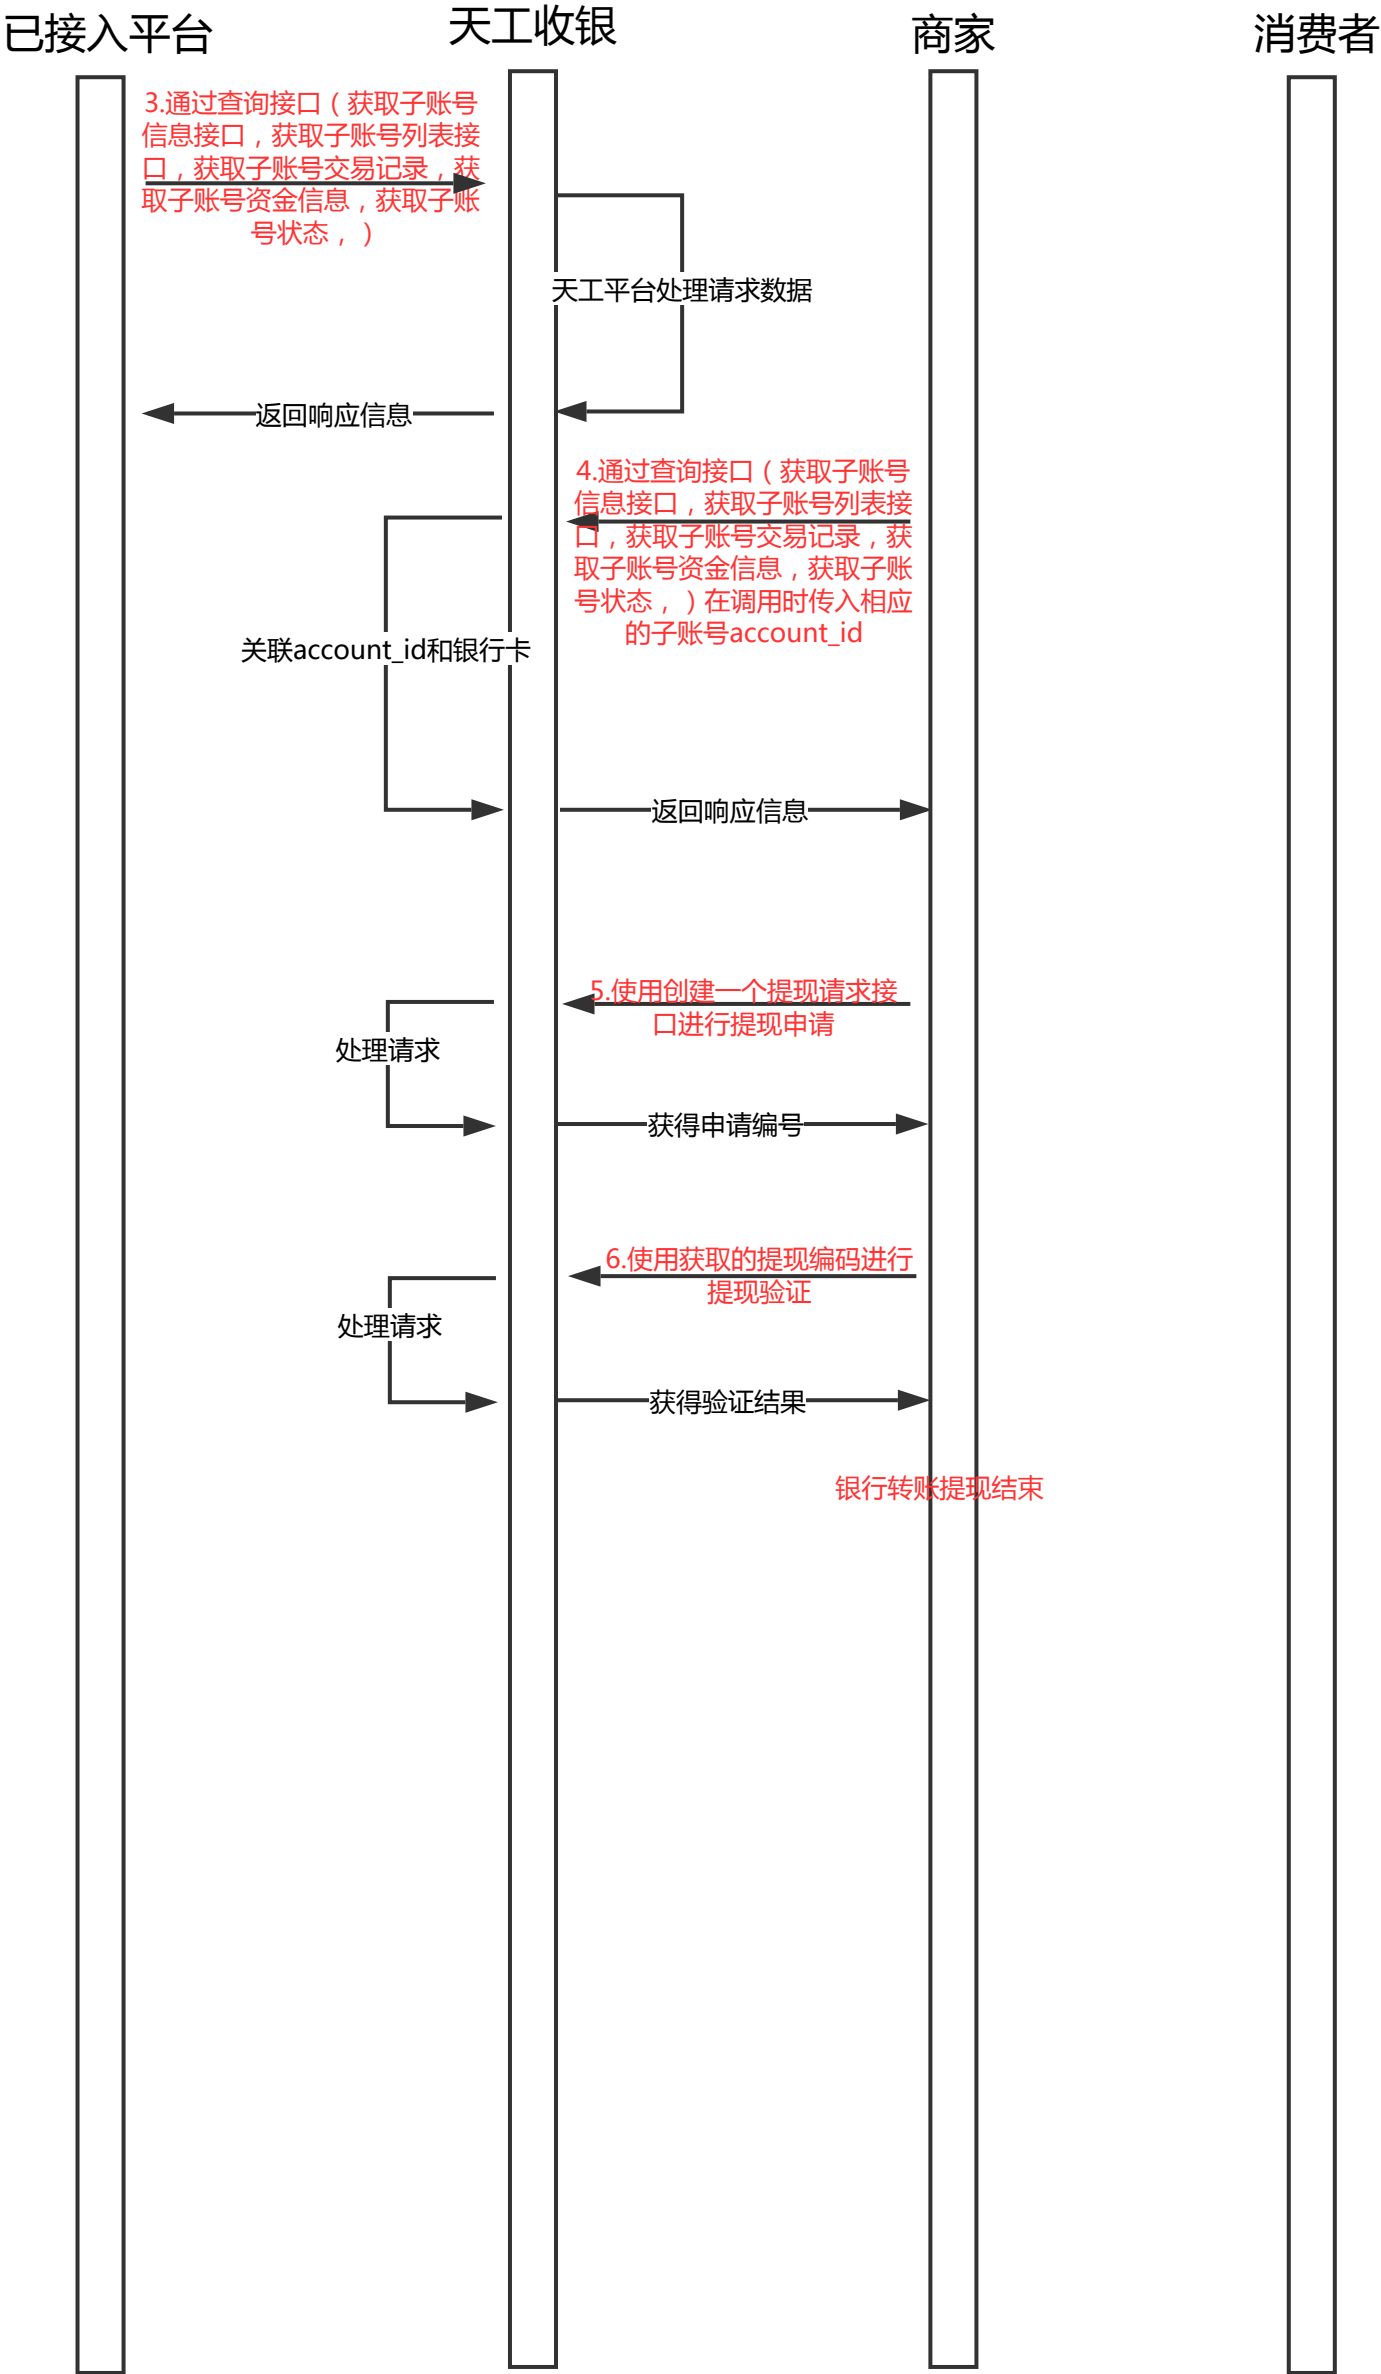 已接入平台
天工收银
商家
消费者
3.通过查询接口（获取子账号
信息接口，获取子账号列表接
口，获取子账号交易记录，获
取子账号资金信息，获取子账
号状态，）
天工平台处理请求数据
返回响应信息
4.通过查询接口（获取子账号
信息接口，获取子账号列表接
口，获取子账号交易记录，获
取子账号资金信息，获取子账
号状态，）在调用时传入相应
的子账号account_id
关联account_id和银行卡
返回响应信息
5.使用创建一个提现请求接
口进行提现申请
处理请求
获得申请编号
6.使用获取的提现编码进行
提现验证
处理请求
获得验证结果
银行转账提现结束